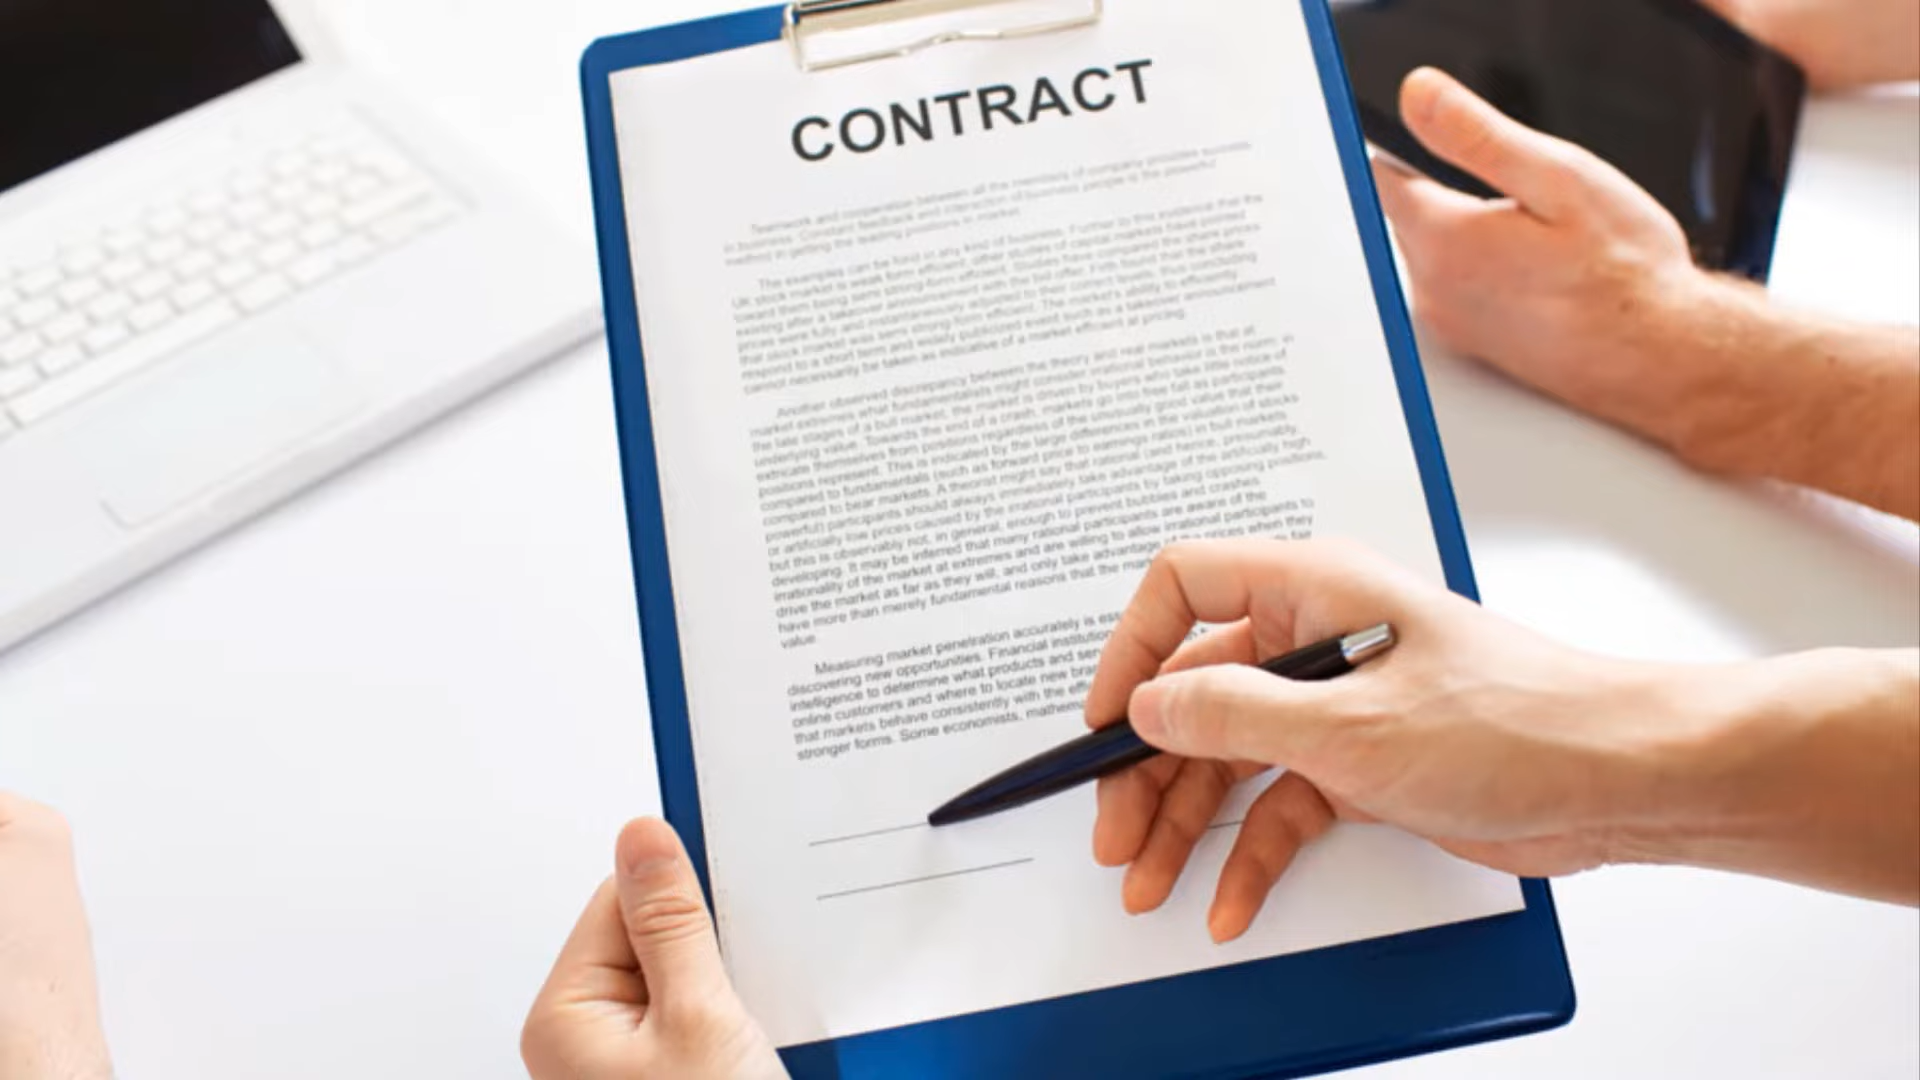 CONTRACT
Teamwork and cooperation between all the members of company provides success
in business. Constant feedback and interaction of business people is the powerful
method in getting the leading positions in market.
The examples can be fond in any kind of business. Further to this evidence that the
UK stock market is weak form efficient, other studies of capital markets have pointed
toward them being semi strong-form efficient. Studies have compared the share prices
existing after a takeover announcement with the bid offer. Firth found that the share
prices were fully and instantaneously adjusted to their correct levels, thus concluding
that stock market was semi strong-form efficient. The market's ability to efficiently
respond to a short term and widely publicized event such as a takeover announcement
cannot necessarily be taken as indicative of a market efficient at pricing.
Another observed discrepancy between the theory and real markets is that at
market extremes what fundamentalists might consider irrational behavior is the norm: in
the late stages of a bull market, the market is driven by buyers who take little notice of
underlying value. Towards the end of a crash, markets go into free fall as participants
extricate themselves from positions regardless of the unusually good value that their
positions represent. This is indicated by the large differences in the valuation of stocks
compared to fundamentals (such as forward price to earnings ratios) in bull markets
compared to bear markets. A theorist might say that rational (and hence, presumably,
powerful) participants should always immediately take advantage of the artificially high
or artificially low prices caused by the irrational participants by taking opposing positions,
but this is observably not, in general, enough to prevent bubbles and crashes
developing. It may be inferred that many rational participants are aware of the
irrationality of the market at extremes and are willing to allow irrational participants to
drive the market as far as they will, and only take advantage of the prices when they
have more than merely fundamental reasons that the fair
value.
Measuring market penetration accurately is
discovering new opportunities. Financial
intelligence to determine what products and
online customers and where to locate new
that markets behave consistently with the
stronger forms. Some economists,